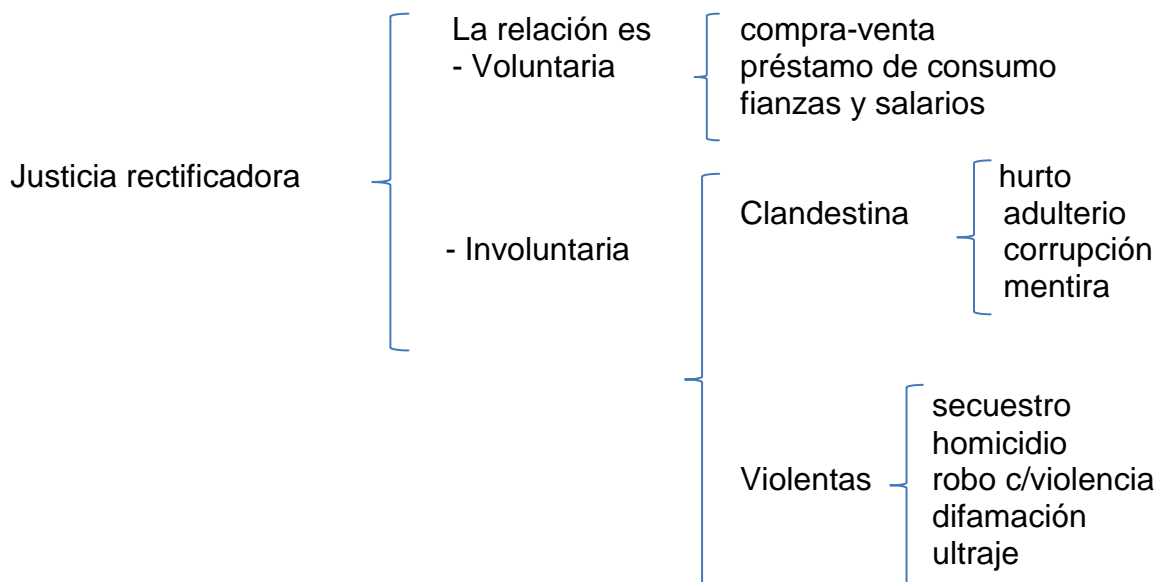 La relación es
- Voluntaria
compra-venta
préstamo de consumo
fianzas y salarios
Justicia rectificadora
- Involuntaria
Clandestina
hurto
adulterio
corrupción
mentira
Violentas
secuestro
homicidio
robo c/violencia
difamación
ultraje